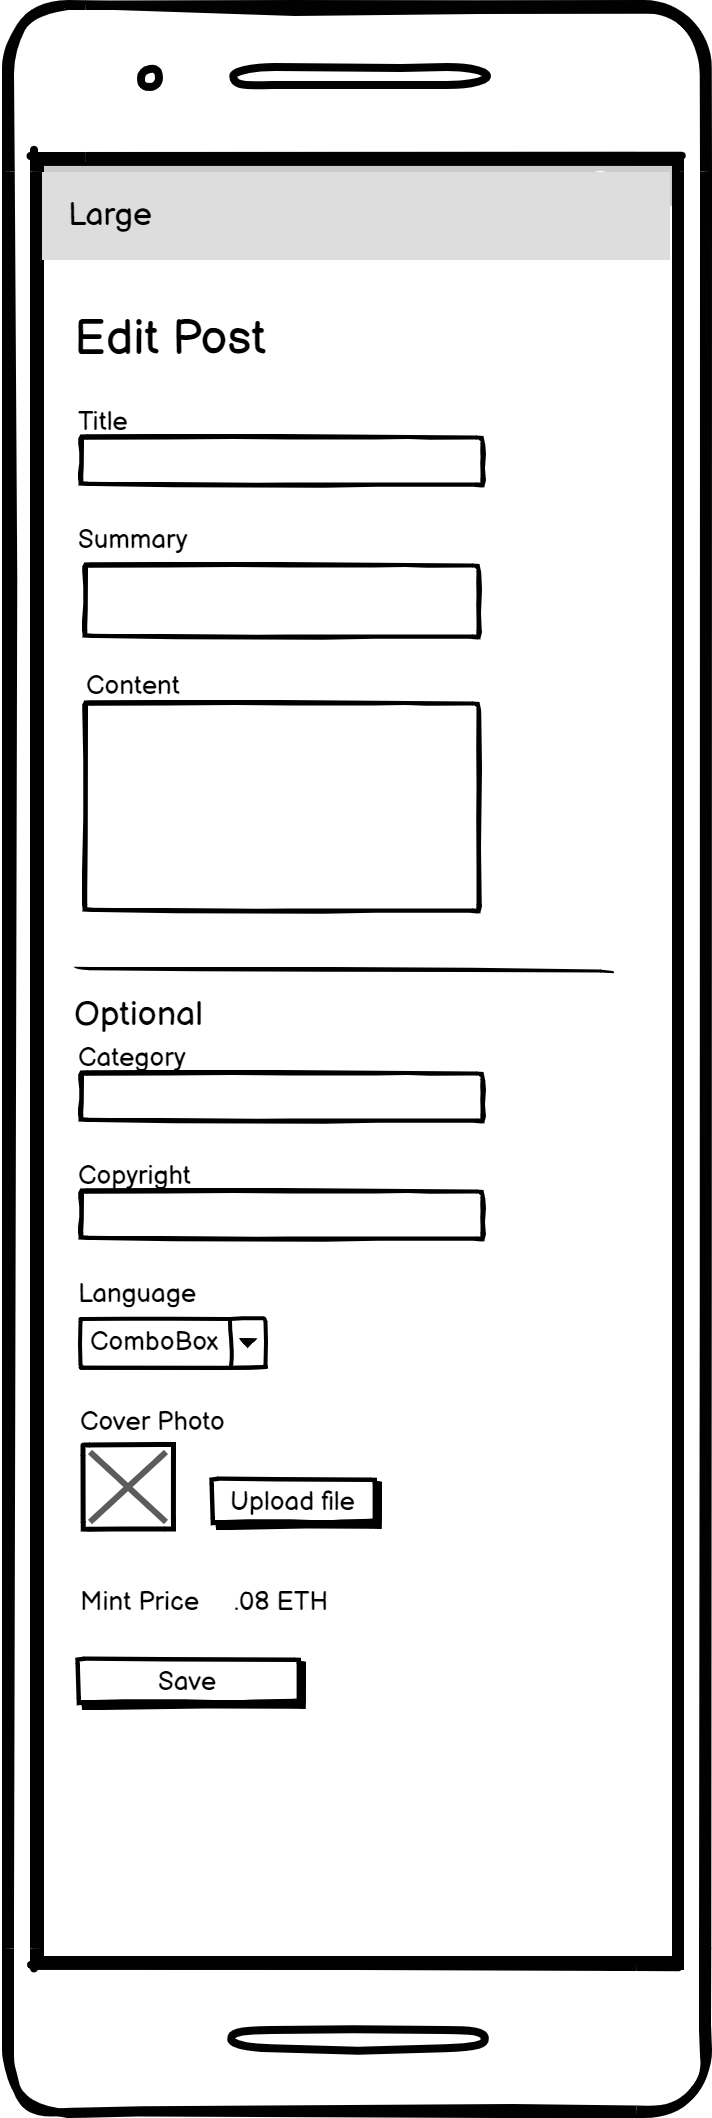 Large
Edit Post
Title
Summary
Content
Optional
Category
Copyright
Language
ComboBox
Cover Photo
Upload file
Mint Price .08 ETH
Save